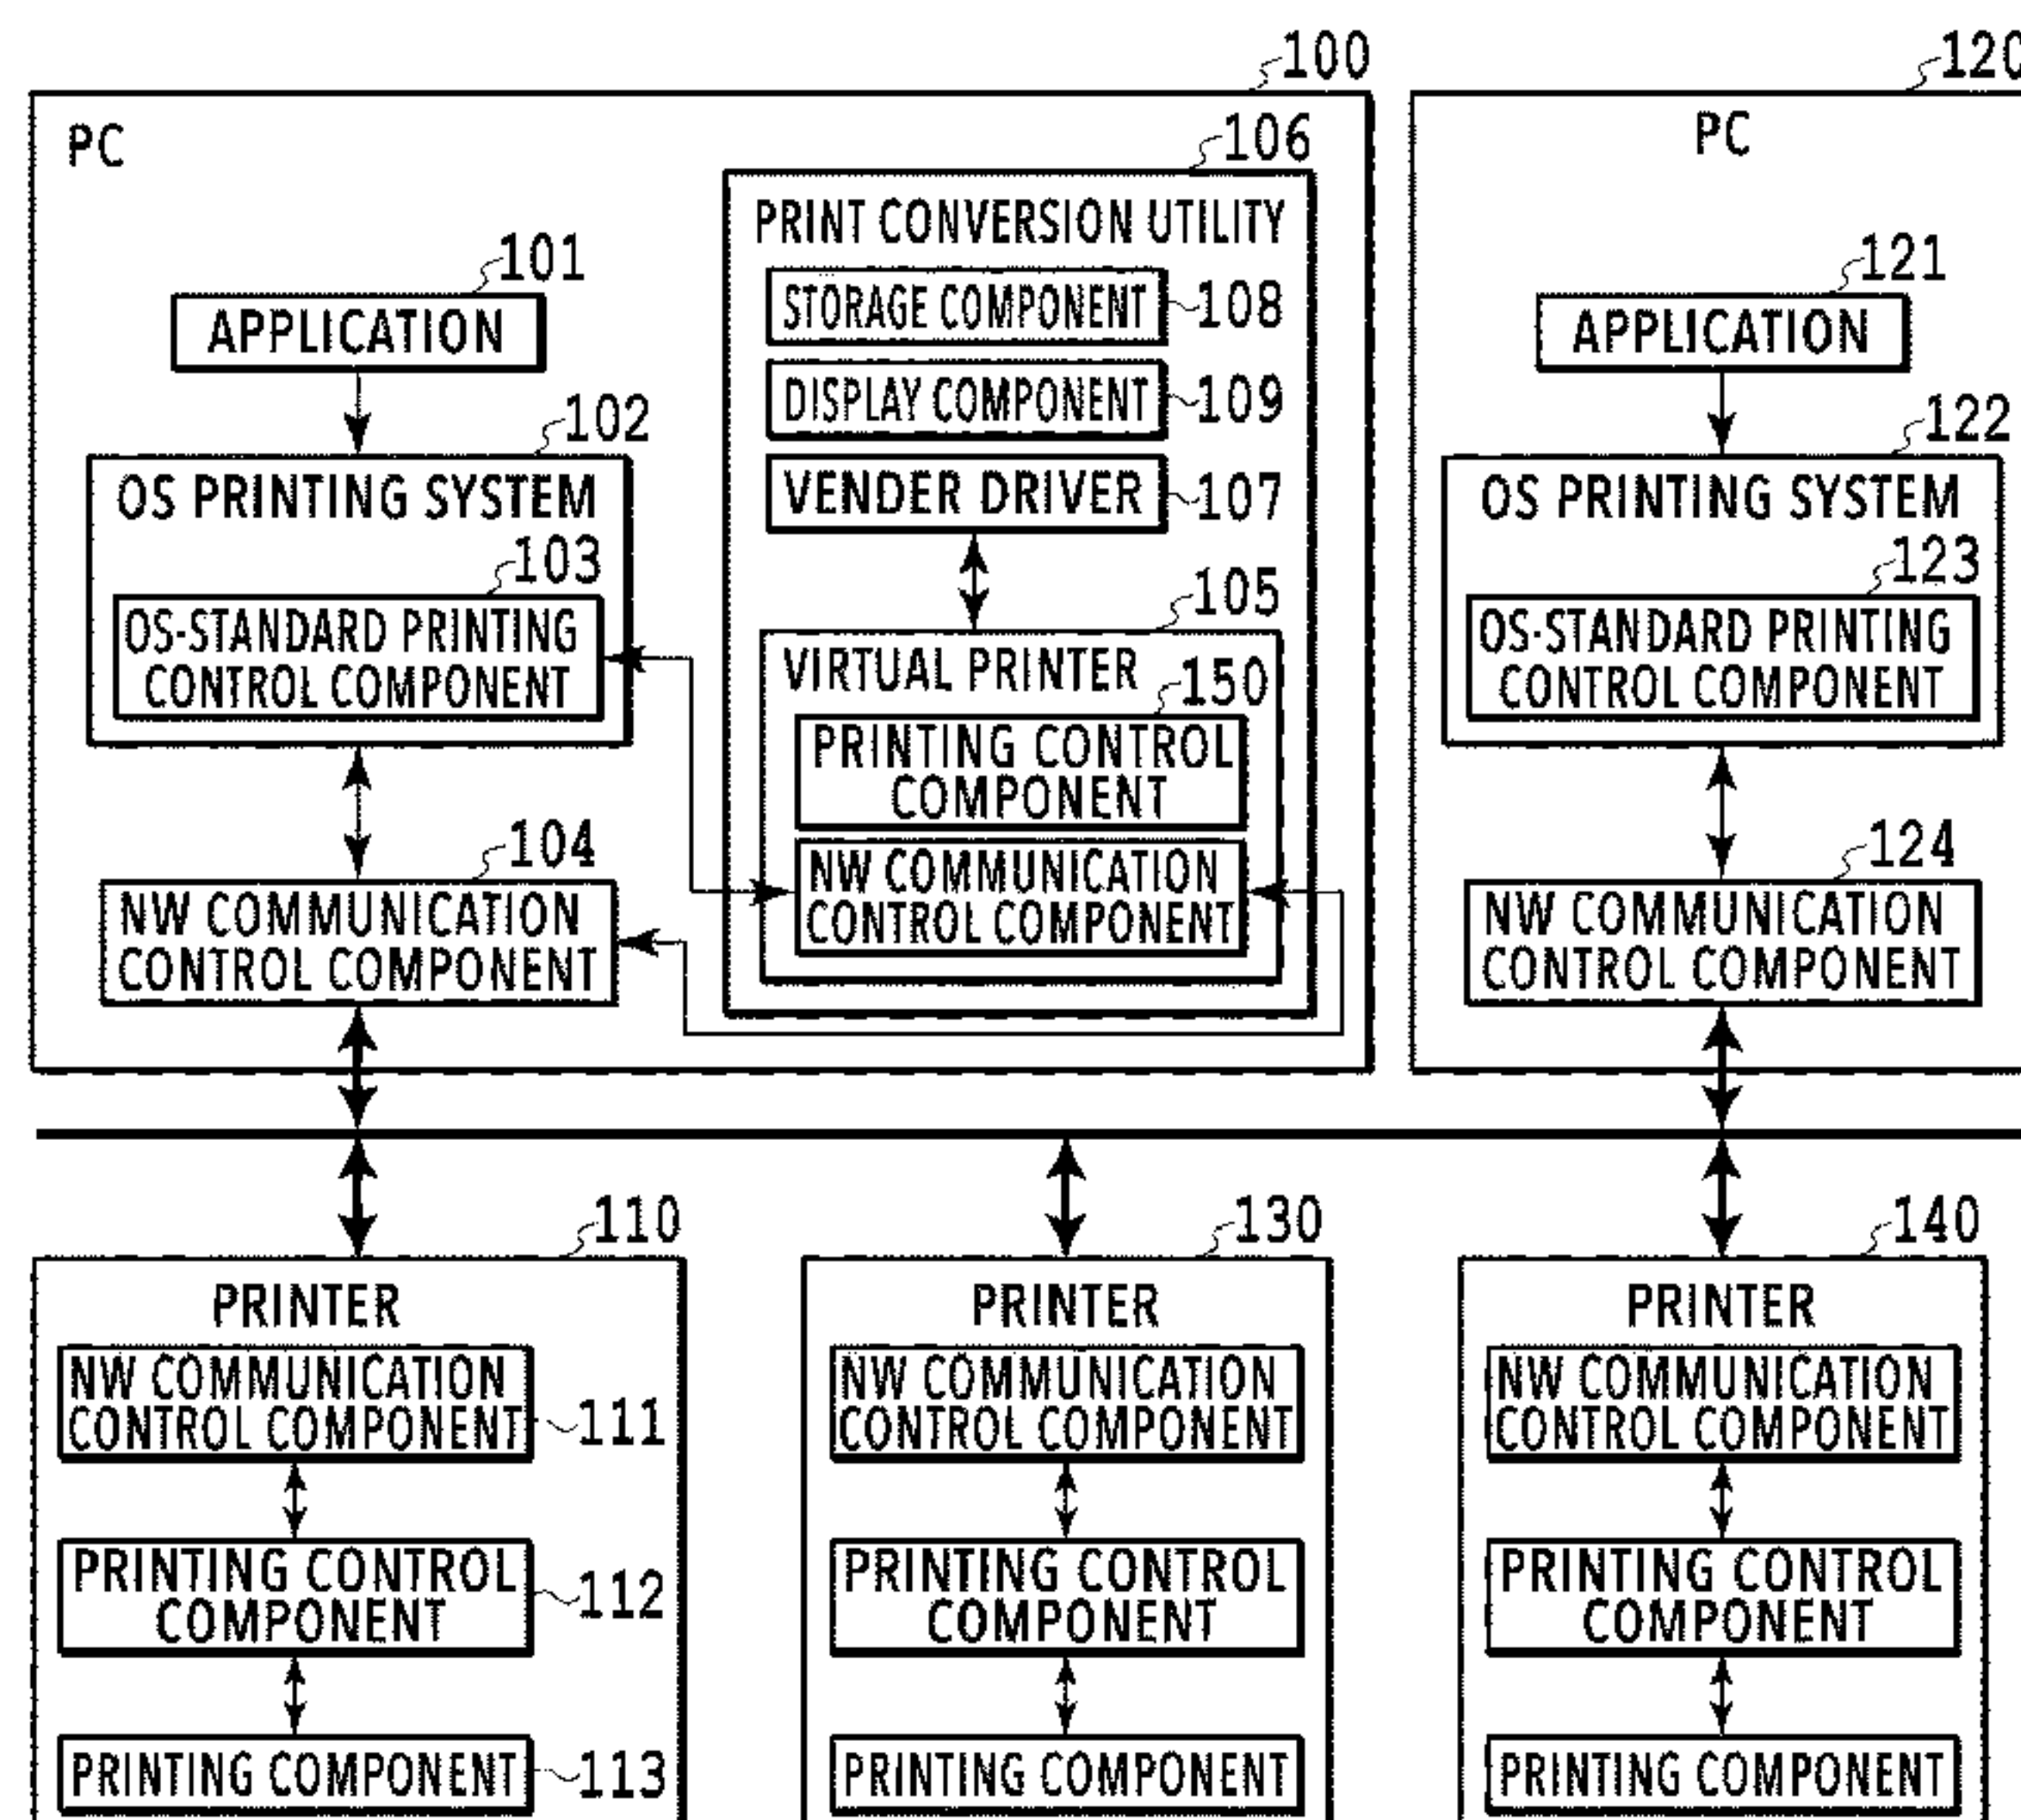 100
PC
106
PRINT CONVERSION UTILITY
STORAGE COMPONENT 108
DISPLAY COMPONENT 109
VENDER DRIVER 107
105
VIRTUAL PRINTER
150
PRINTING CONTROL
COMPONENT
NW COMMUNICATION
CONTROL COMPONENT
101
APPLICATION
102
OS PRINTING SYSTEM
103
OS-STANDARD PRINTING
CONTROL COMPONENT
104
NW COMMUNICATION
CONTROL COMPONENT
120
PC
121
APPLICATION
122
OS PRINTING SYSTEM
123
OS-STANDARD PRINTING
CONTROL COMPONENT
124
NW COMMUNICATION
CONTROL COMPONENT
110
PRINTER
NW COMMUNICATION
CONTROL COMPONENT 111
PRINTING CONTROL
COMPONENT 112
PRINTING COMPONENT 113
130
PRINTER
NW COMMUNICATION
CONTROL COMPONENT
PRINTING CONTROL
COMPONENT
PRINTING COMPONENT
140
PRINTER
NW COMMUNICATION
CONTROL COMPONENT
PRINTING CONTROL
COMPONENT
PRINTING COMPONENT